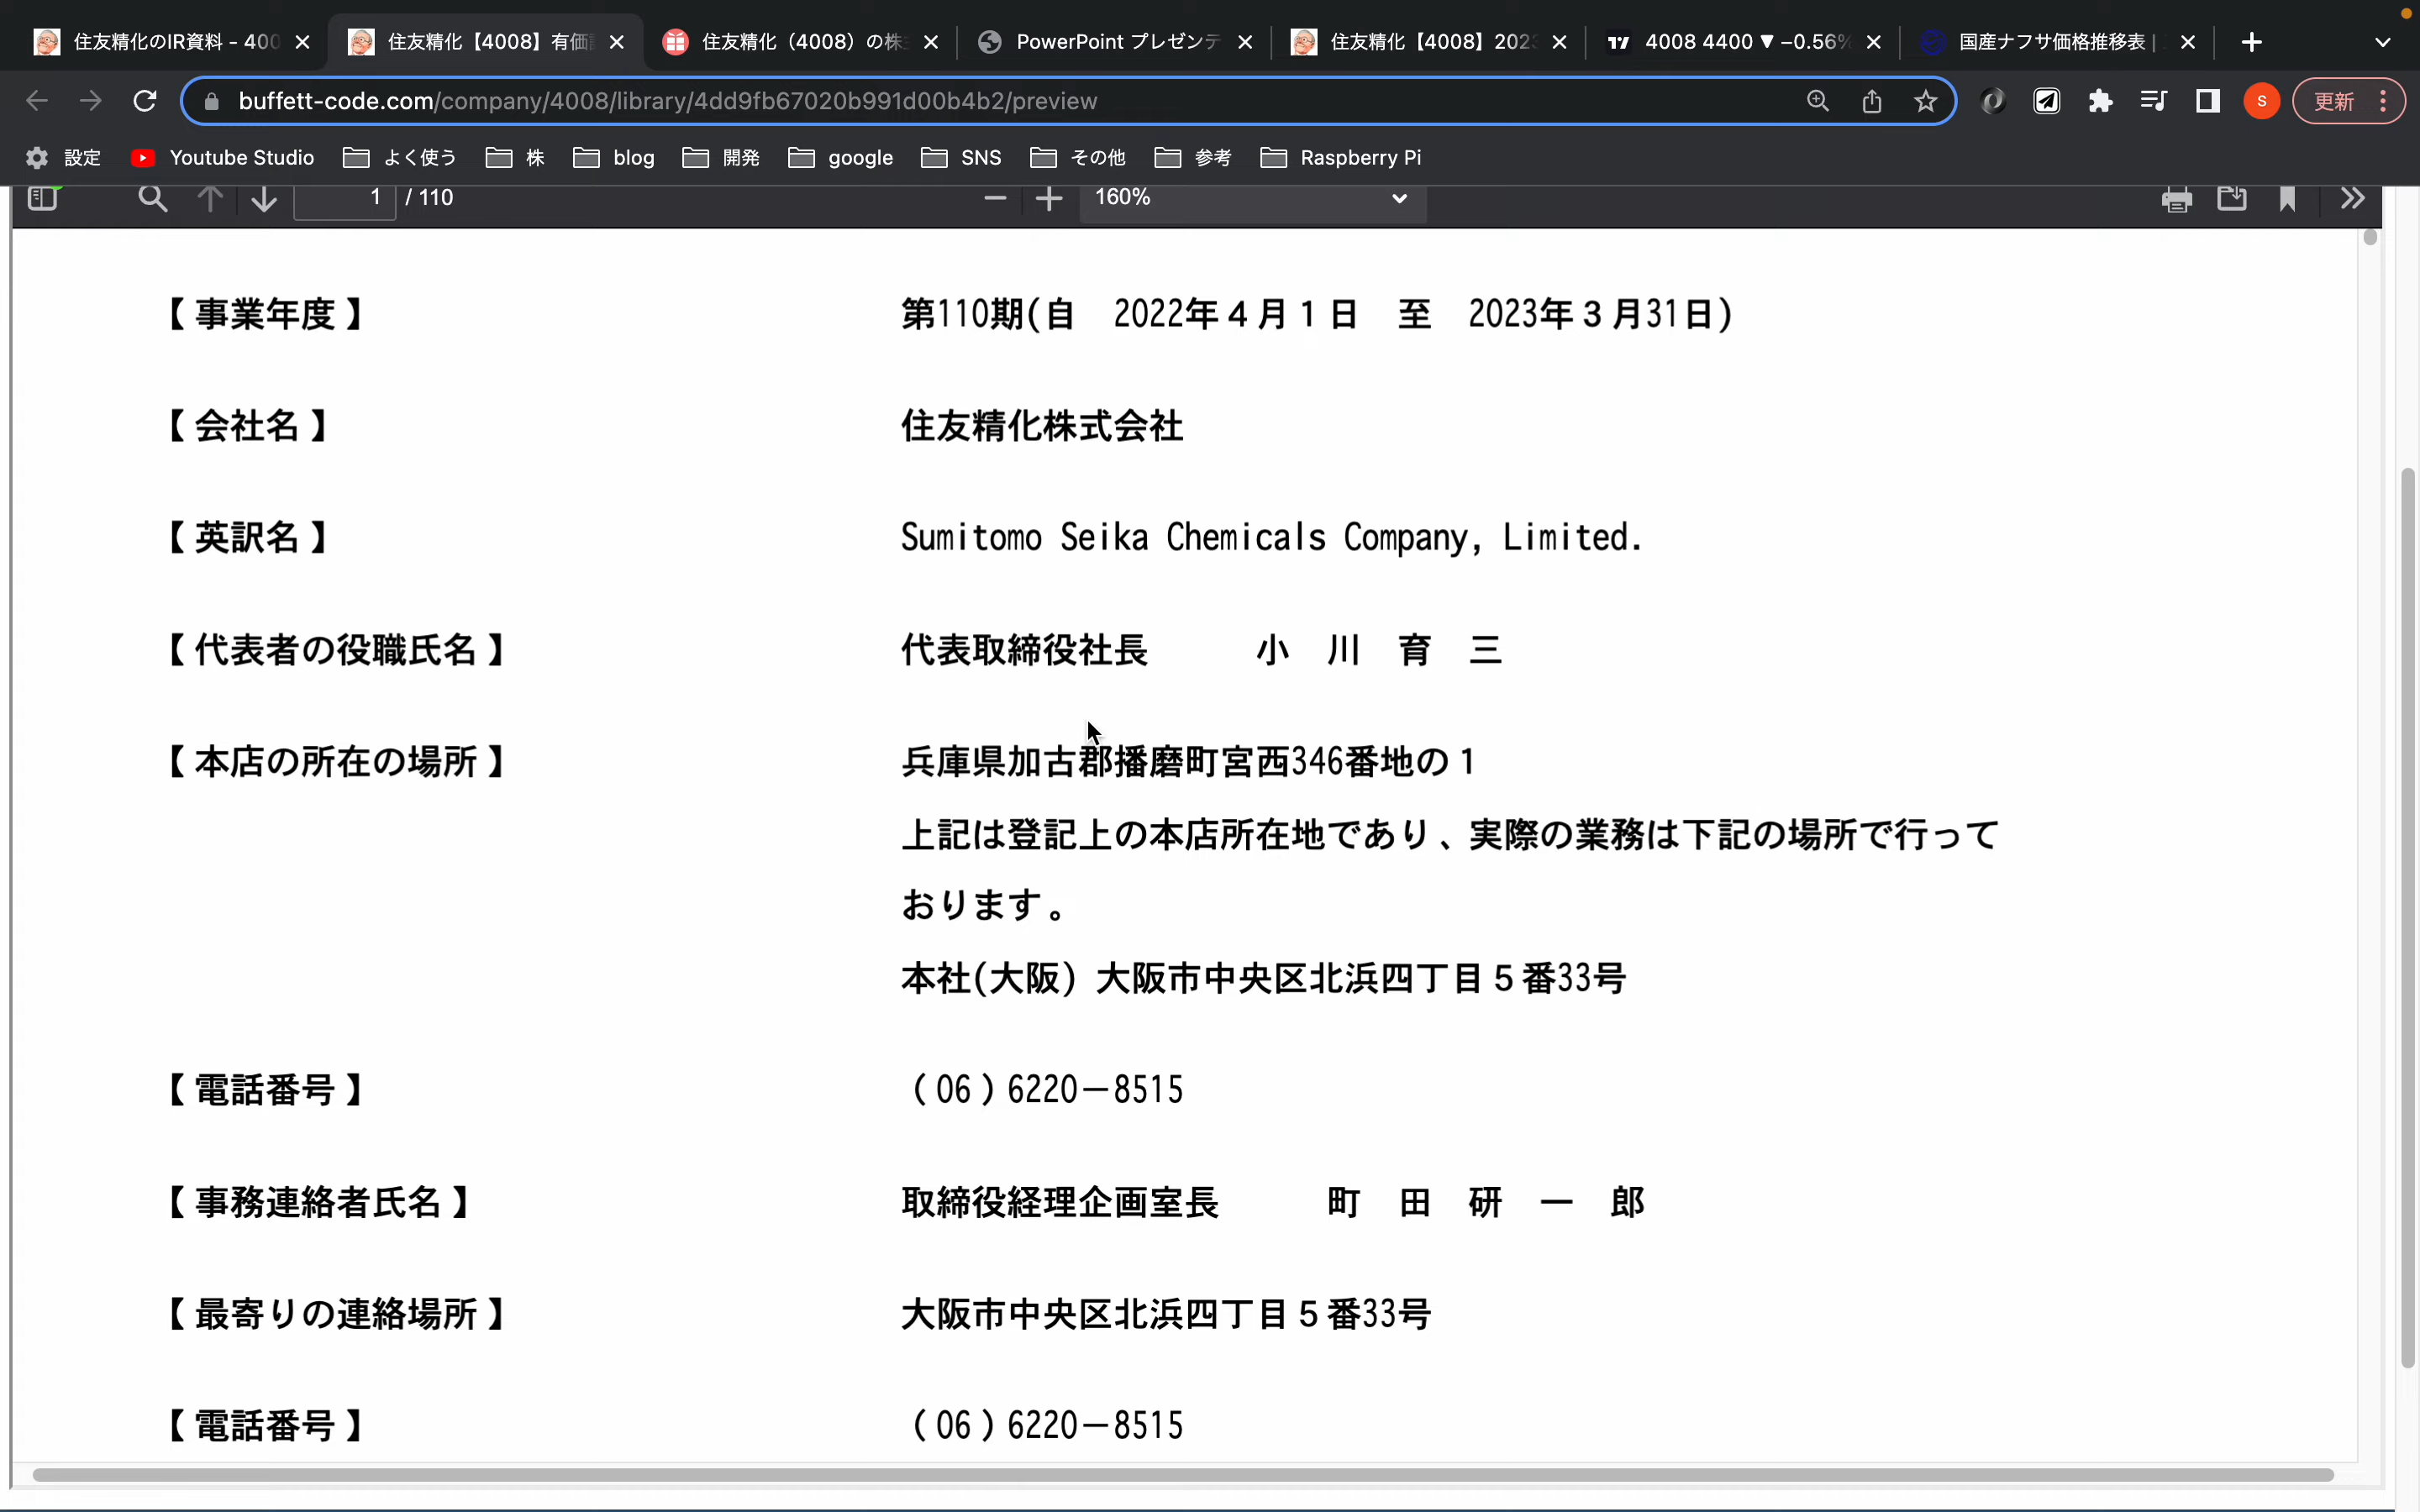 住友精化のIR資料 - 400
住友精化【4008】有価
住友精化（4008）の株
PowerPoint プレゼンテ
住友精化【4008】202
4008 4400 ▼ −0.56%
国産ナフサ価格推移表 |
buffett-code.com/company/4008/library/4dd9fb67020b991d00b4b2/preview
S
更新
設定
Youtube Studio
よく使う
株
blog
開発
google
SNS
その他
参考
Raspberry Pi
1 / 110
160%
【事業年度】 第110期(自　2022年４月１日　至　2023年３月31日)
【会社名】 住友精化株式会社
【英訳名】 Sumitomo Seika Chemicals Company, Limited.
【代表者の役職氏名】 代表取締役社長　　　小　川　育　三
【本店の所在の場所】 兵庫県加古郡播磨町宮西346番地の１
上記は登記上の本店所在地であり、実際の業務は下記の場所で行って
おります。
本社(大阪) 大阪市中央区北浜四丁目５番33号
【電話番号】 （06）6220－8515
【事務連絡者氏名】 取締役経理企画室長　　　町　田　研　一　郎
【最寄りの連絡場所】 大阪市中央区北浜四丁目５番33号
【電話番号】 （06）6220－8515